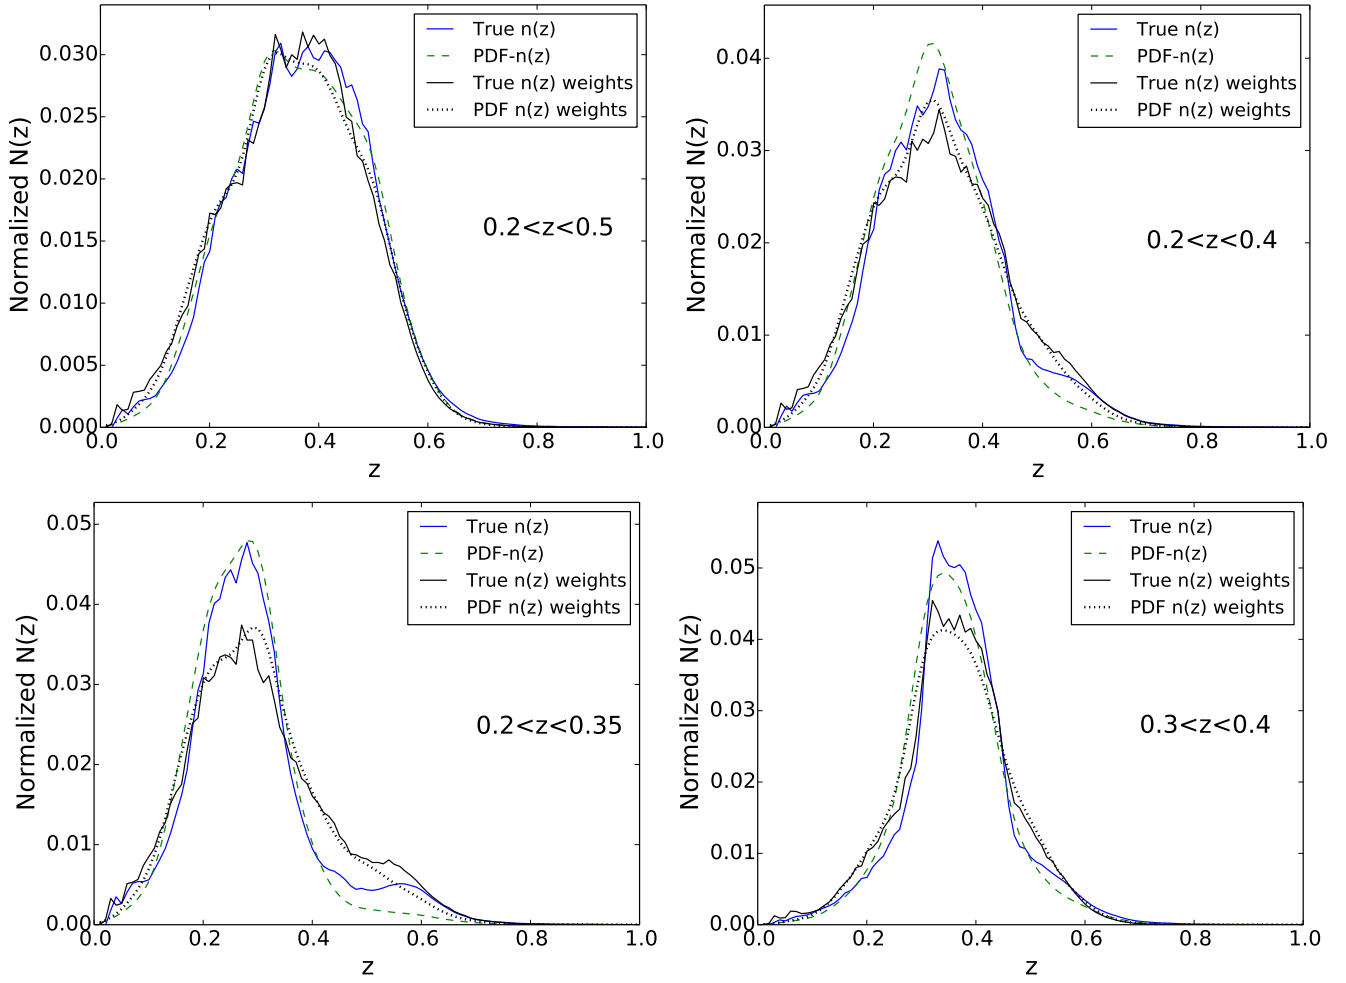 True n(z)
PDF-n(z)
True n(z) weights
PDF n(z) weights
0.2<z<0.5
Normalized N(z)
0.030
0.025
0.020
0.015
0.010
0.005
0.000
0.0 0.2 0.4 0.6 0.8 1.0
z
True n(z)
PDF-n(z)
True n(z) weights
PDF n(z) weights
0.2<z<0.4
Normalized N(z)
0.04
0.03
0.02
0.01
0.00
0.0 0.2 0.4 0.6 0.8 1.0
z
True n(z)
PDF-n(z)
True n(z) weights
PDF n(z) weights
0.2<z<0.35
Normalized N(z)
0.05
0.04
0.03
0.02
0.01
0.00
0.0 0.2 0.4 0.6 0.8 1.0
z
True n(z)
PDF-n(z)
True n(z) weights
PDF n(z) weights
0.3<z<0.4
Normalized N(z)
0.05
0.04
0.03
0.02
0.01
0.00
0.0 0.2 0.4 0.6 0.8 1.0
z